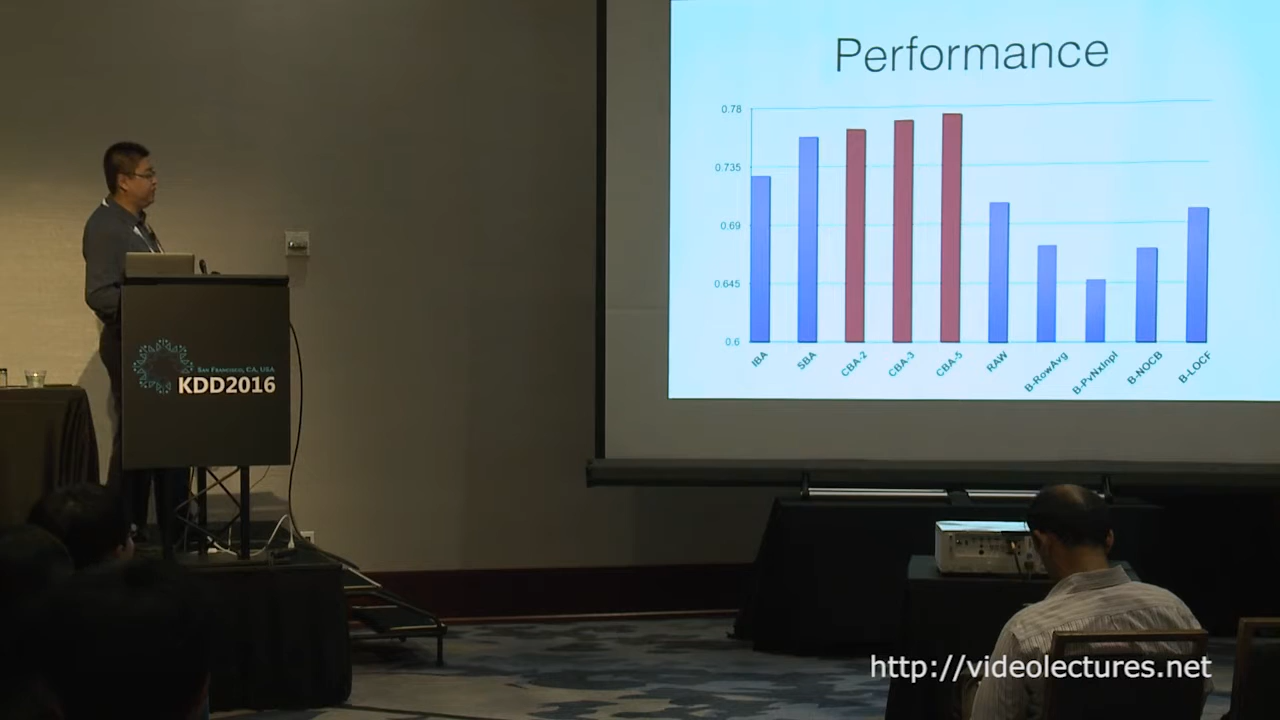 Performance
0.78
0.735
0.69
0.645
0.6
IBA
SBA
CBA-2
CBA-3
CBA-5
RAW
B-RowAvg
B-PvNxInpl
B-NOCB
B-LOCF
SAN FRANCISCO, CA, USA
KDD2016
http://videolectures.net